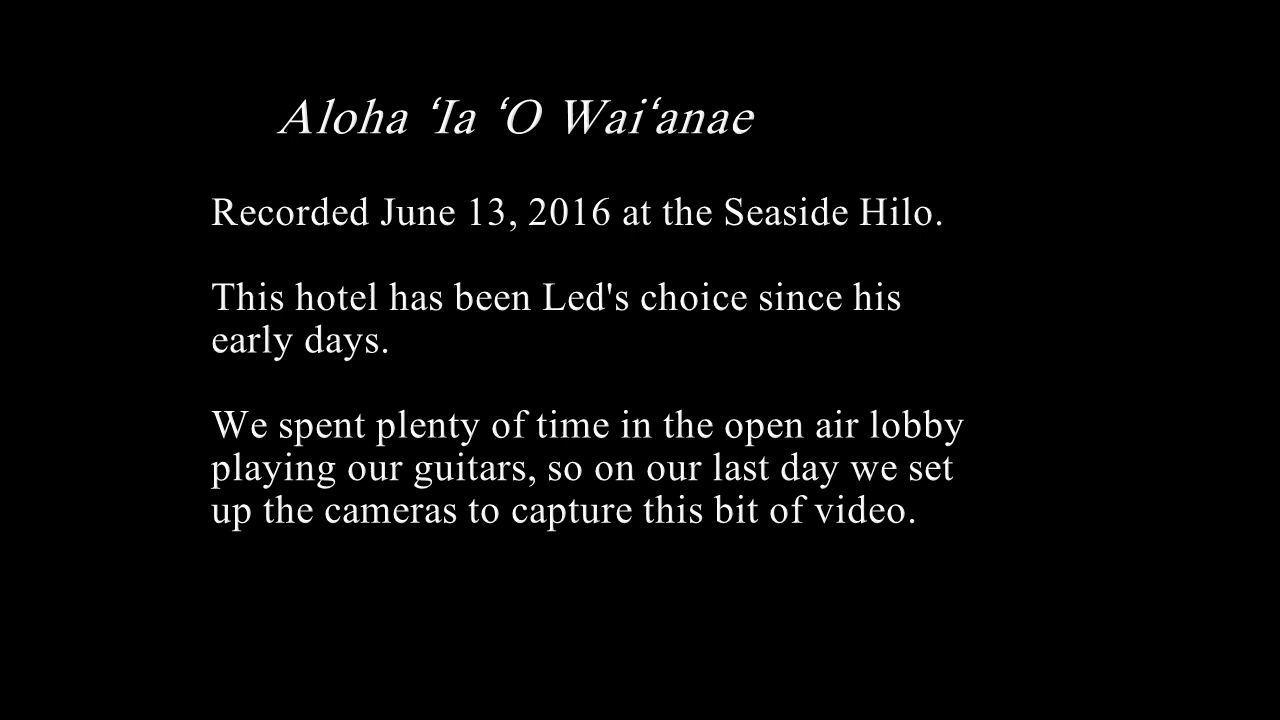 Aloha ʻIa ʻO Waiʻanae
Recorded June 13, 2016 at the Seaside Hilo.
This hotel has been Led's choice since his
early days.
We spent plenty of time in the open air lobby
playing our guitars, so on our last day we set
up the cameras to capture this bit of video.